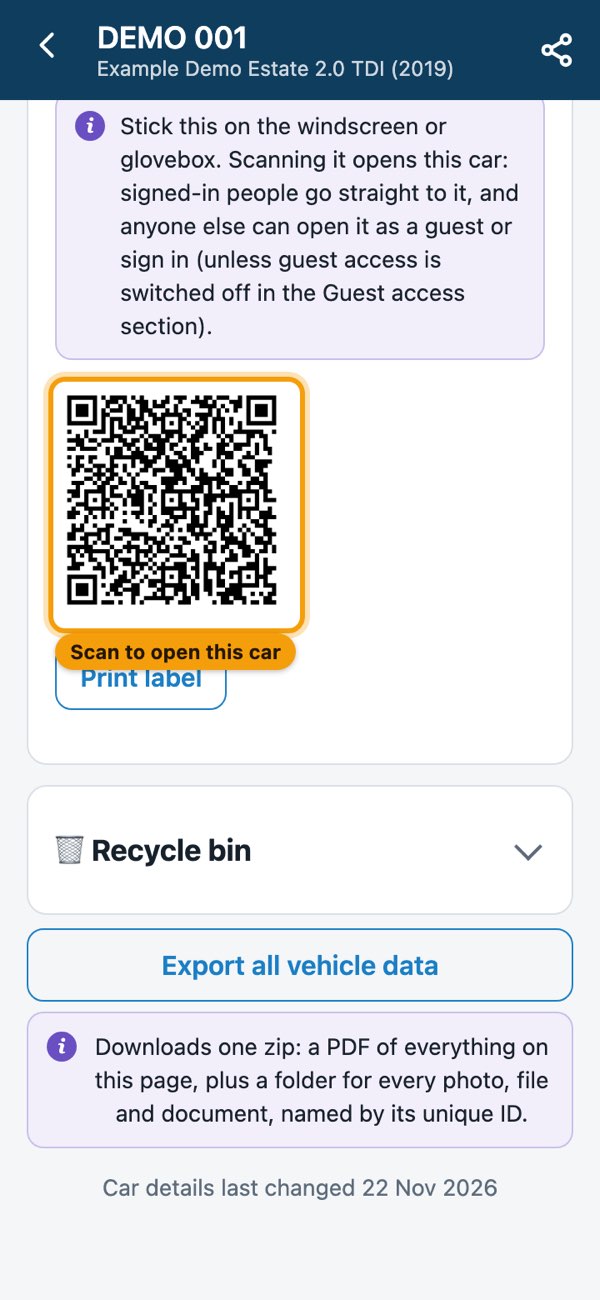 DEMO 001
Example Demo Estate 2.0 TDI (2019)
Stick this on the windscreen or
glovebox. Scanning it opens this car:
signed-in people go straight to it, and
anyone else can open it as a guest or
sign in (unless guest access is
switched off in the Guest access
section).
Scan to open this car
Print label
Recycle bin
Export all vehicle data
Downloads one zip: a PDF of everything on
this page, plus a folder for every photo, file
and document, named by its unique ID.
Car details last changed 22 Nov 2026